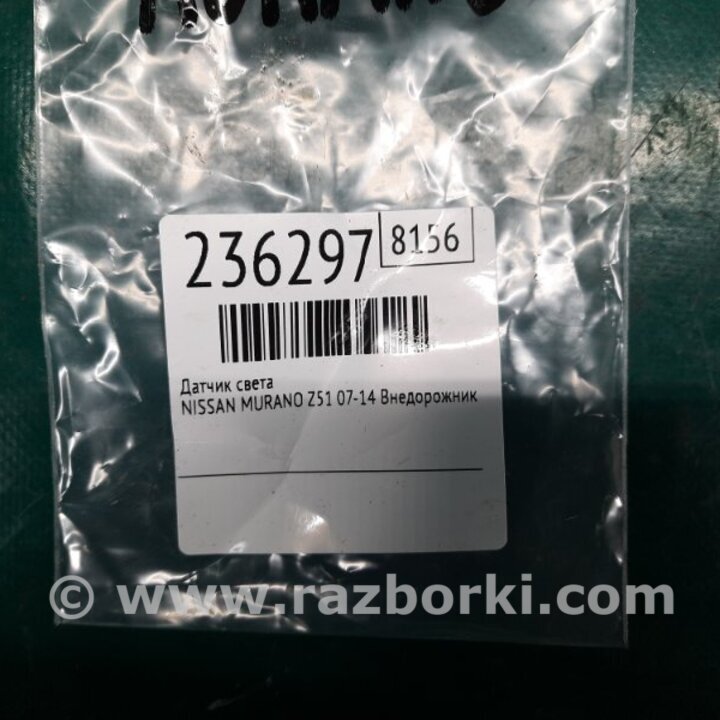 236297 8156
Датчик света
NISSAN MURANO Z51 07-14 Внедорожник
© www.razborki.com